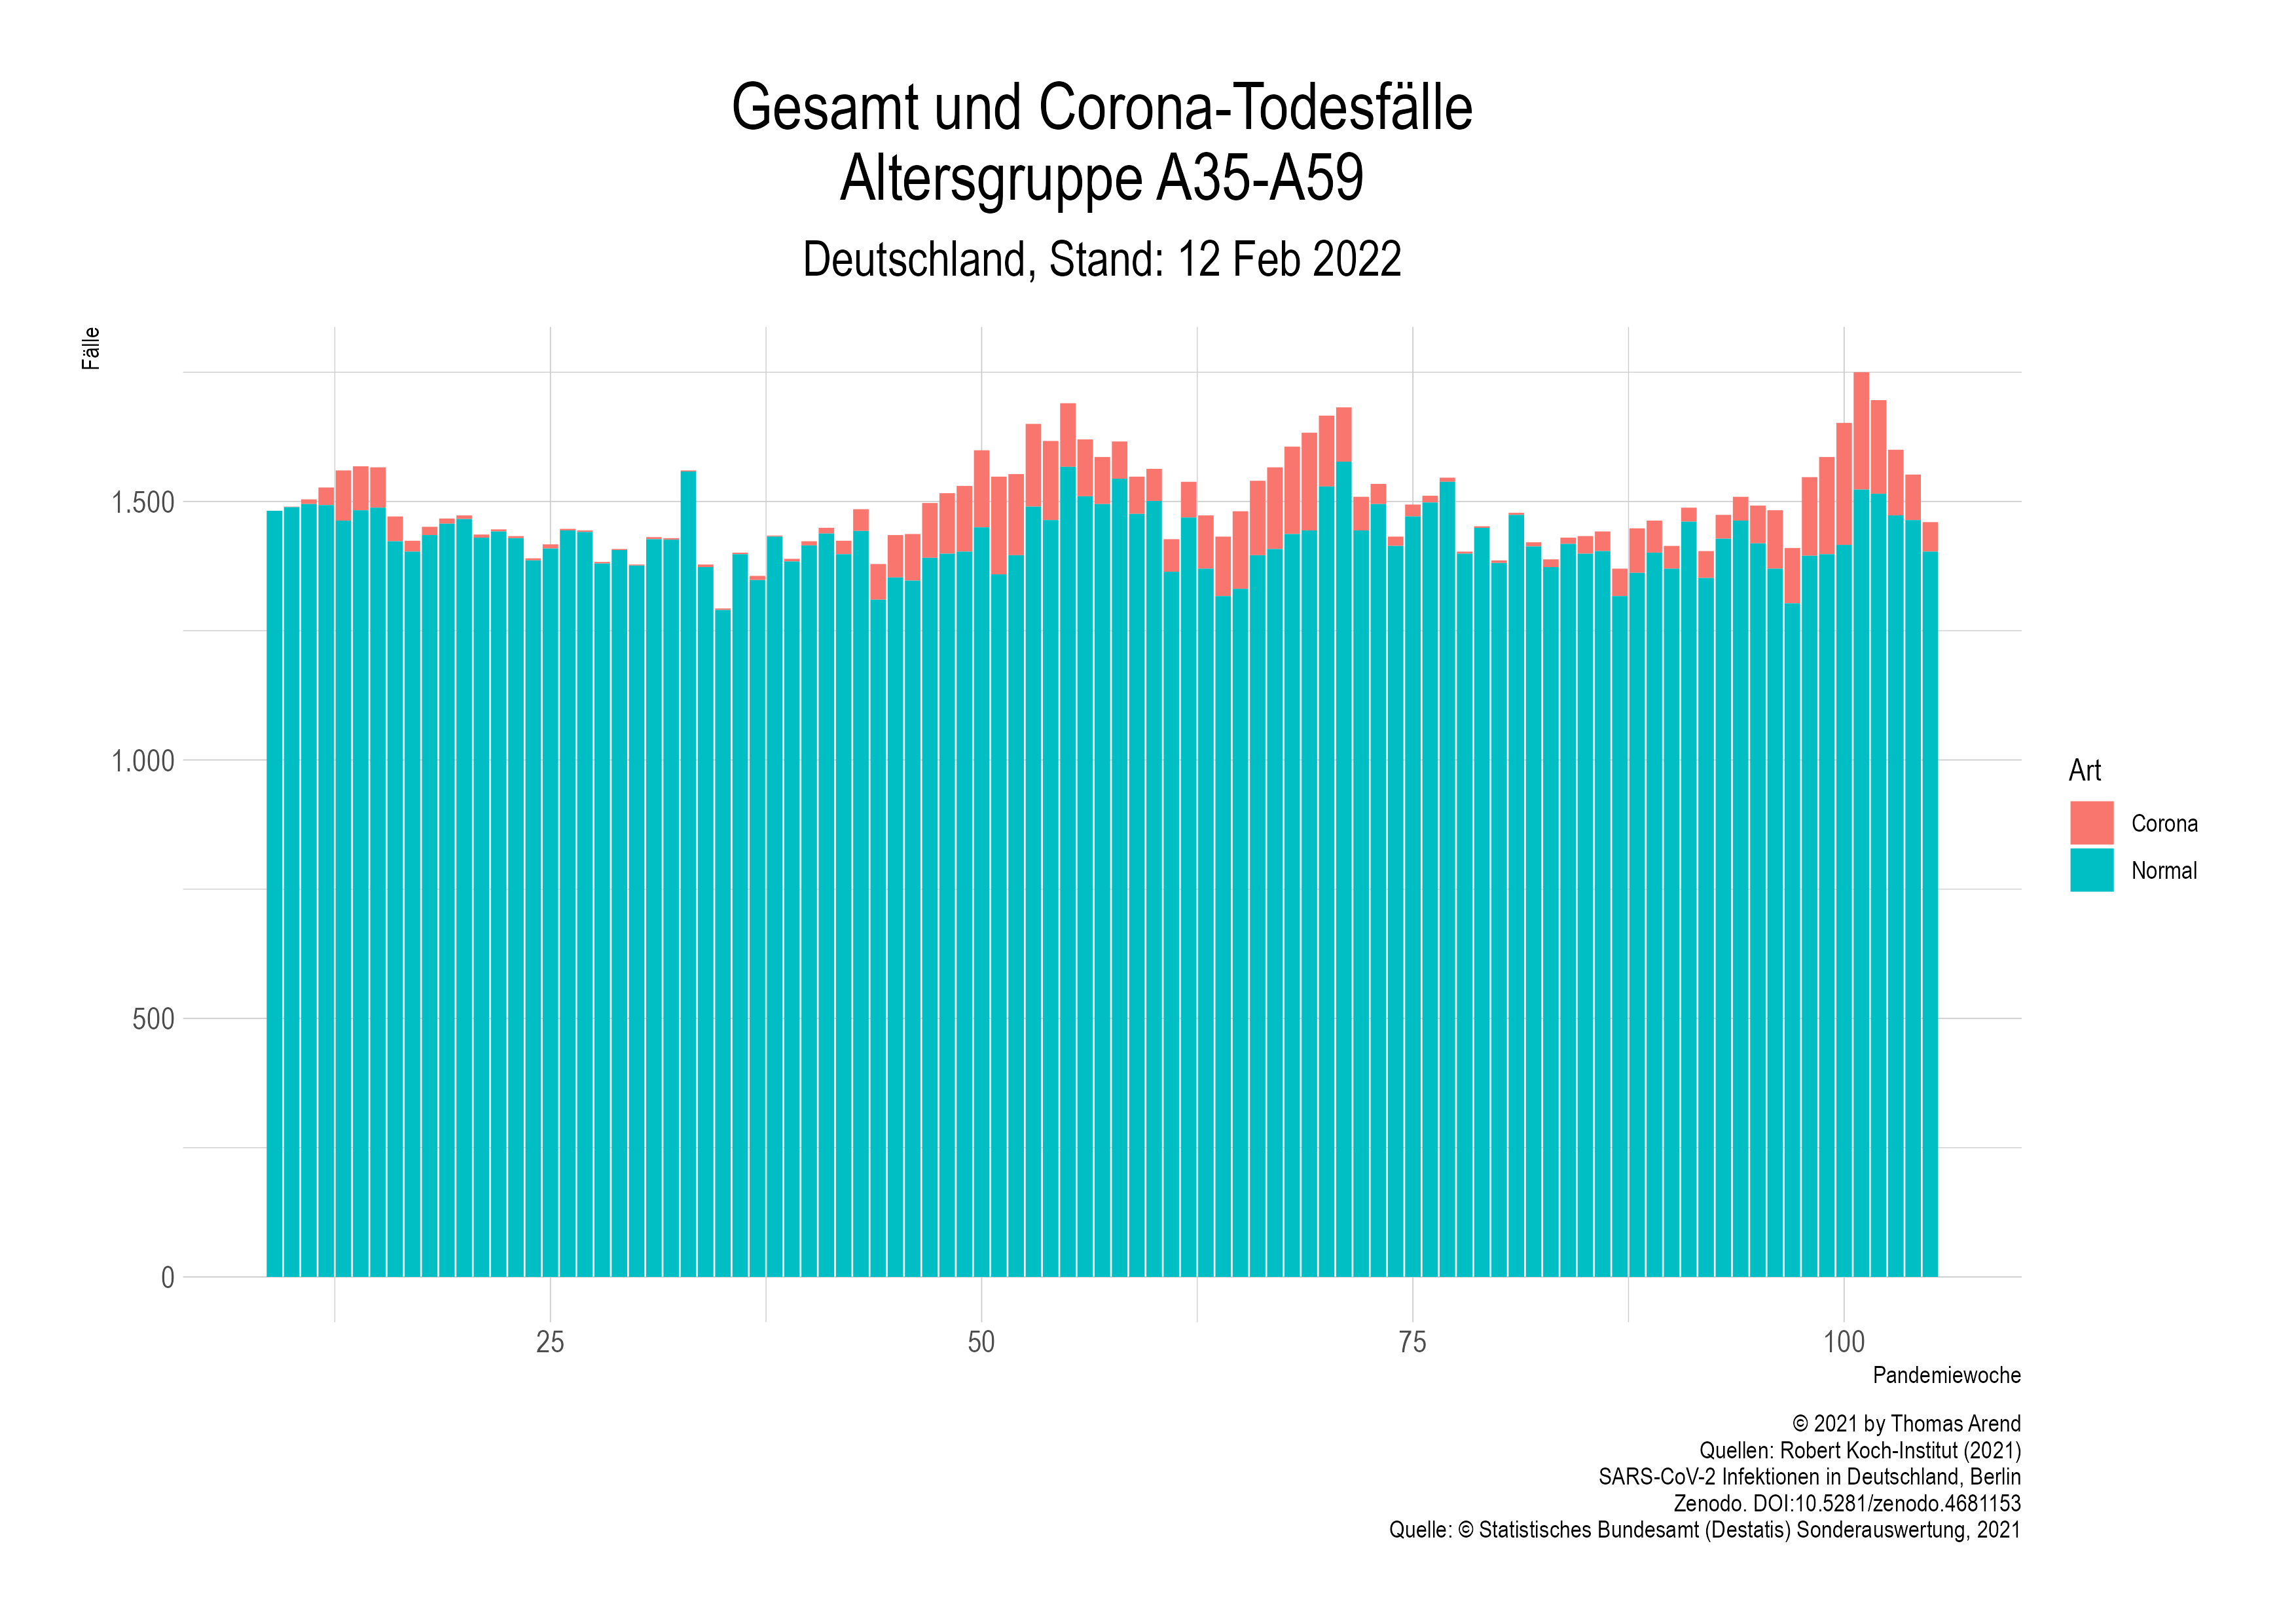 Gesamt und Corona-Todesfälle
Altersgruppe A35-A59
Deutschland, Stand: 12 Feb 2022
Fälle
1.500
1.000
500
0
25
50
75
100
Pandemiewoche
Art
Corona
Normal
© 2021 by Thomas Arend
Quellen: Robert Koch-Institut (2021)
SARS-CoV-2 Infektionen in Deutschland, Berlin
Zenodo. DOI:10.5281/zenodo.4681153
Quelle: © Statistisches Bundesamt (Destatis) Sonderauswertung, 2021